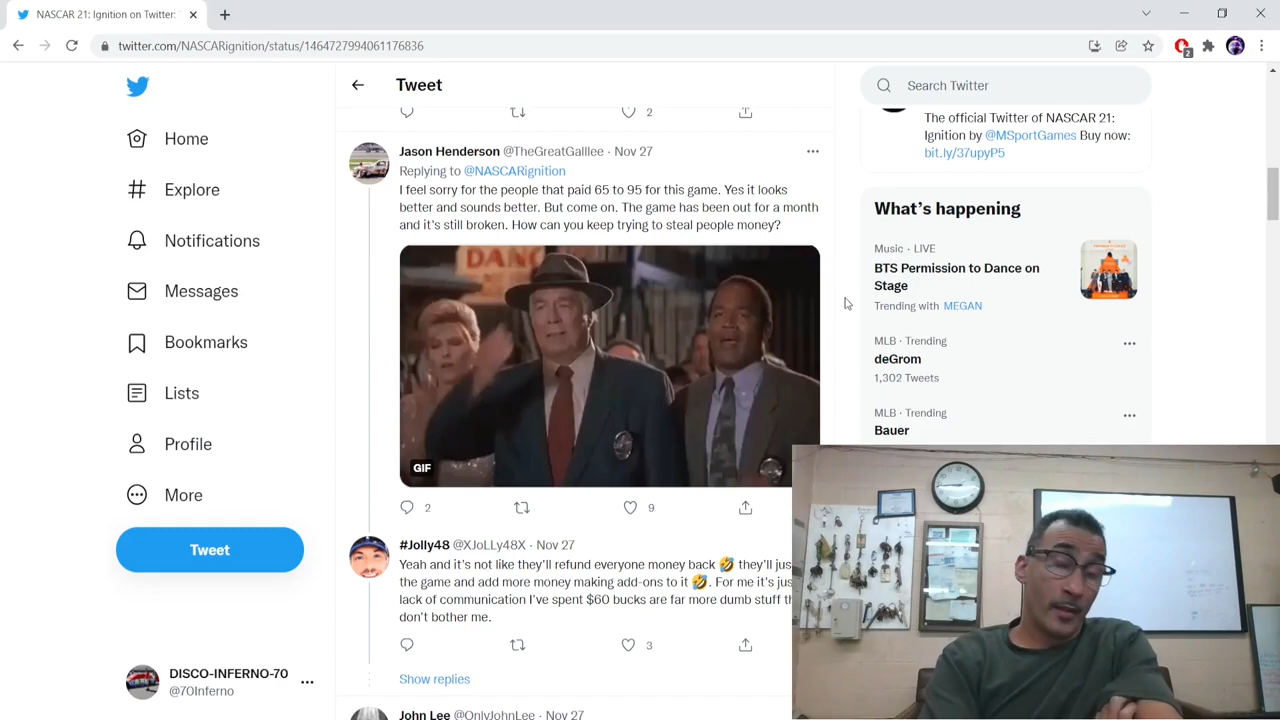 NASCAR 21: Ignition on Twitter:
twitter.com/NASCARignition/status/1464727994061176836
2
Home
Explore
Notifications
Messages
Bookmarks
Lists
Profile
More
Tweet
DISCO-INFERNO-70
@70Inferno
Tweet
2
Jason Henderson @TheGreatGalllee · Nov 27
Replying to @NASCARignition
I feel sorry for the people that paid 65 to 95 for this game. Yes it looks
better and sounds better. But come on. The game has been out for a month
and it's still broken. How can you keep trying to steal people money?
DANC
GIF
2
9
#Jolly48 @XJoLLy48X · Nov 27
Yeah and it's not like they'll refund everyone money back 🤣 they'll jus
the game and add more money making add-ons to it 🤣. For me it's jus
lack of communication I've spent $60 bucks are far more dumb stuff th
don't bother me.
3
Show replies
John Lee @OnlyJohnLee · Nov 27
Search Twitter
The official Twitter of NASCAR 21:
Ignition by @MSportGames Buy now:
bit.ly/37upyP5
What's happening
Music · LIVE
BTS Permission to Dance on
Stage
Trending with MEGAN
MLB · Trending
deGrom
1,302 Tweets
MLB · Trending
Bauer